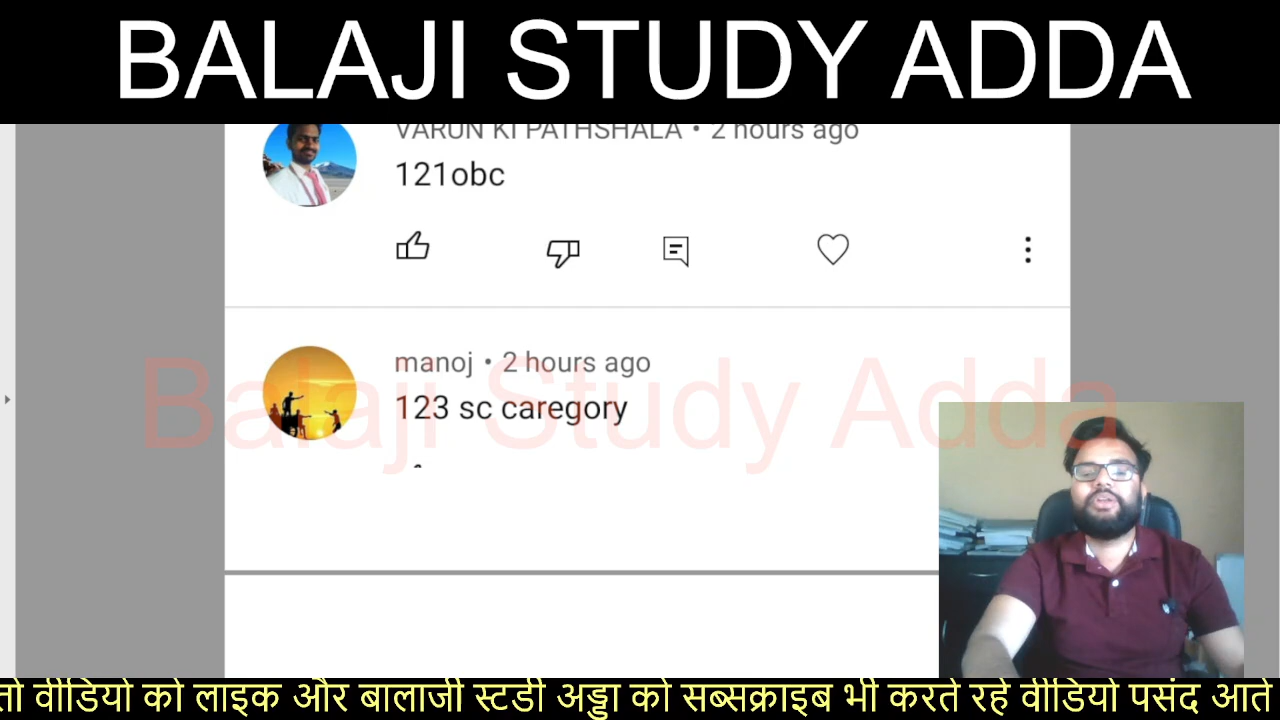 BALAJI STUDY ADDA
VARUN KI PATHSHALA • 2 hours ago
121obc
manoj • 2 hours ago
123 sc caregory
Balaji Study Adda
तो वीडियो को लाइक और बालाजी स्टडी अड्डा को सब्सक्राइब भी करते रहे वीडियो पसंद आते